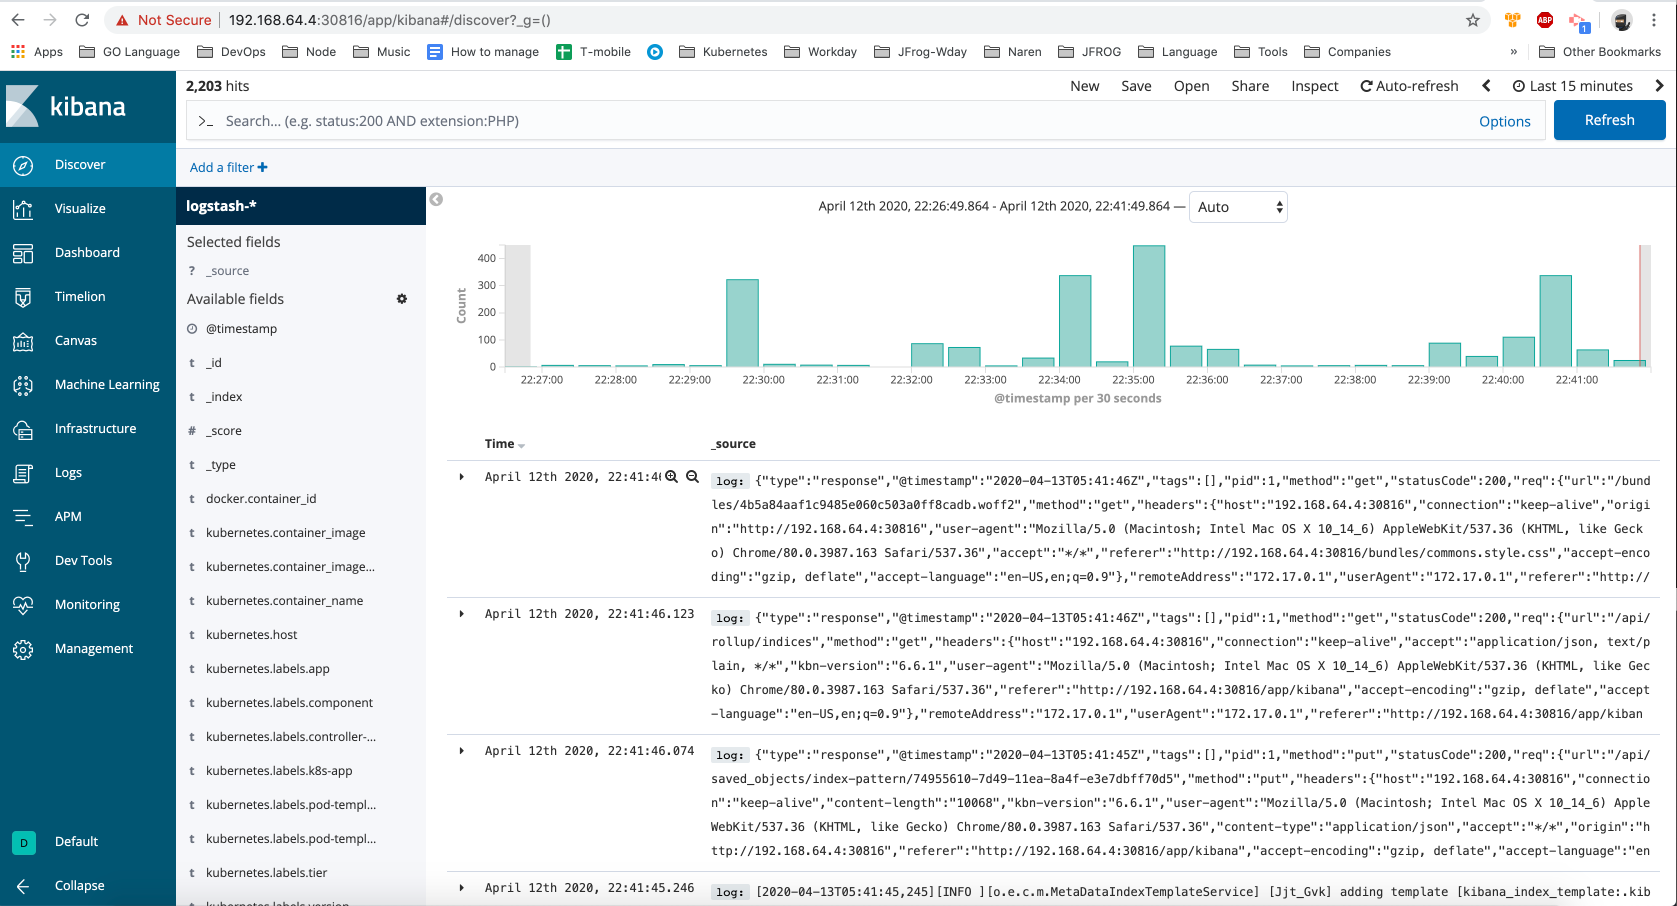 Not Secure
192.168.64.4:30816/app/kibana#/discover?_g=()
ABP
1
Apps
GO Language
DevOps
Node
Music
How to manage
T-mobile
Kubernetes
Workday
JFrog-Wday
Naren
JFROG
Language
Tools
Companies
»
Other Bookmarks
kibana
Discover
Visualize
Dashboard
Timelion
Canvas
Machine Learning
Infrastructure
Logs
APM
Dev Tools
Monitoring
Management
D
Default
Collapse
2,203 hits
New
Save
Open
Share
Inspect
Auto-refresh
Last 15 minutes
>_ Search... (e.g. status:200 AND extension:PHP)
Options
Refresh
Add a filter +
logstash-*
Selected fields
? _source
Available fields
@timestamp
t _id
t _index
# _score
t _type
t docker.container_id
t kubernetes.container_image
t kubernetes.container_image...
t kubernetes.container_name
t kubernetes.host
t kubernetes.labels.app
t kubernetes.labels.component
t kubernetes.labels.controller-...
t kubernetes.labels.k8s-app
t kubernetes.labels.pod-templ...
t kubernetes.labels.pod-templ...
t kubernetes.labels.tier
kubernetes.labels.version
April 12th 2020, 22:26:49.864 - April 12th 2020, 22:41:49.864 —
Auto
Count
400
300
200
100
0
22:27:00
22:28:00
22:29:00
22:30:00
22:31:00
22:32:00
22:33:00
22:34:00
22:35:00
22:36:00
22:37:00
22:38:00
22:39:00
22:40:00
22:41:00
@timestamp per 30 seconds
Time
_source
April 12th 2020, 22:41:46
log: {"type":"response","@timestamp":"2020-04-13T05:41:46Z","tags":[],"pid":1,"method":"get","statusCode":200,"req":{"url":"/bund
les/4b5a84aaf1c9485e060c503a0ff8cadb.woff2","method":"get","headers":{"host":"192.168.64.4:30816","connection":"keep-alive","origi
n":"http://192.168.64.4:30816","user-agent":"Mozilla/5.0 (Macintosh; Intel Mac OS X 10_14_6) AppleWebKit/537.36 (KHTML, like Geck
o) Chrome/80.0.3987.163 Safari/537.36","accept":"*/*","referer":"http://192.168.64.4:30816/bundles/commons.style.css","accept-enco
ding":"gzip, deflate","accept-language":"en-US,en;q=0.9"},"remoteAddress":"172.17.0.1","userAgent":"172.17.0.1","referer":"http://
April 12th 2020, 22:41:46.123
log: {"type":"response","@timestamp":"2020-04-13T05:41:46Z","tags":[],"pid":1,"method":"get","statusCode":200,"req":{"url":"/api/
rollup/indices","method":"get","headers":{"host":"192.168.64.4:30816","connection":"keep-alive","accept":"application/json, text/p
lain, */*","kbn-version":"6.6.1","user-agent":"Mozilla/5.0 (Macintosh; Intel Mac OS X 10_14_6) AppleWebKit/537.36 (KHTML, like Gec
ko) Chrome/80.0.3987.163 Safari/537.36","referer":"http://192.168.64.4:30816/app/kibana","accept-encoding":"gzip, deflate","accept
-language":"en-US,en;q=0.9"},"remoteAddress":"172.17.0.1","userAgent":"172.17.0.1","referer":"http://192.168.64.4:30816/app/kiban
April 12th 2020, 22:41:46.074
log: {"type":"response","@timestamp":"2020-04-13T05:41:45Z","tags":[],"pid":1,"method":"put","statusCode":200,"req":{"url":"/api/
saved_objects/index-pattern/74955610-7d49-11ea-8a4f-e3e7dbff70d5","method":"put","headers":{"host":"192.168.64.4:30816","connectio
n":"keep-alive","content-length":"10068","kbn-version":"6.6.1","user-agent":"Mozilla/5.0 (Macintosh; Intel Mac OS X 10_14_6) Apple
WebKit/537.36 (KHTML, like Gecko) Chrome/80.0.3987.163 Safari/537.36","content-type":"application/json","accept":"*/*","origin":"h
ttp://192.168.64.4:30816","referer":"http://192.168.64.4:30816/app/kibana","accept-encoding":"gzip, deflate","accept-language":"en
April 12th 2020, 22:41:45.246
log: [2020-04-13T05:41:45,245][INFO ][o.e.c.m.MetaDataIndexTemplateService] [Jjt_Gvk] adding template [kibana_index_template:.kib